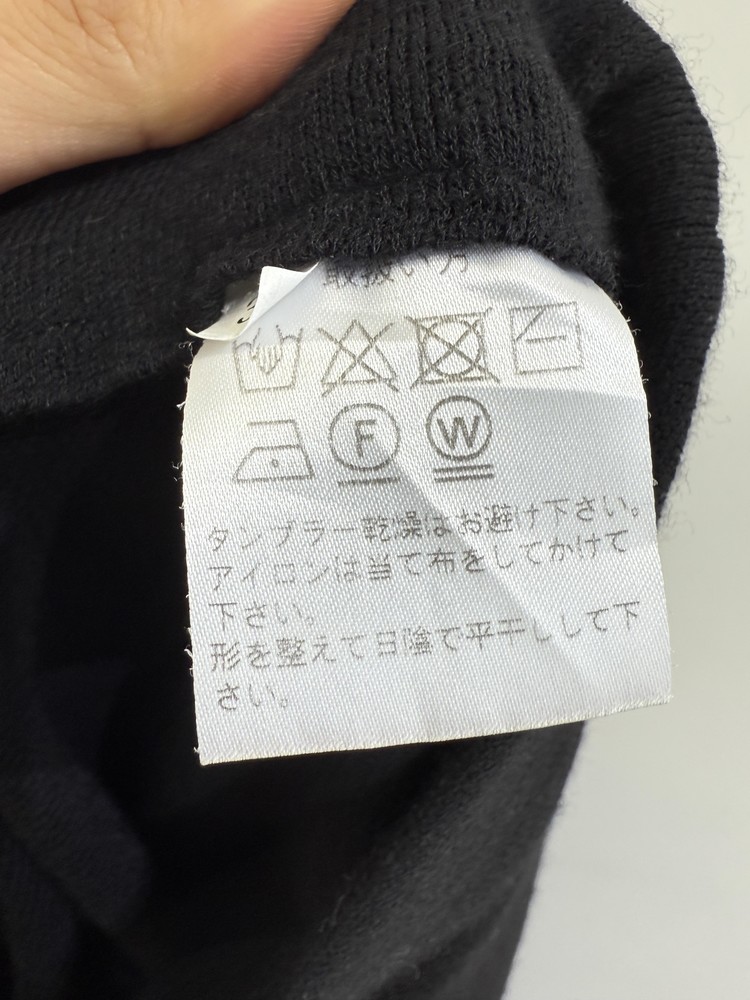 取扱い方
F W
タンブラー乾燥はお避け下さい。
アイロンは当て布をしてかけて
下さい。
形を整えて日陰で平干しして下
さい。